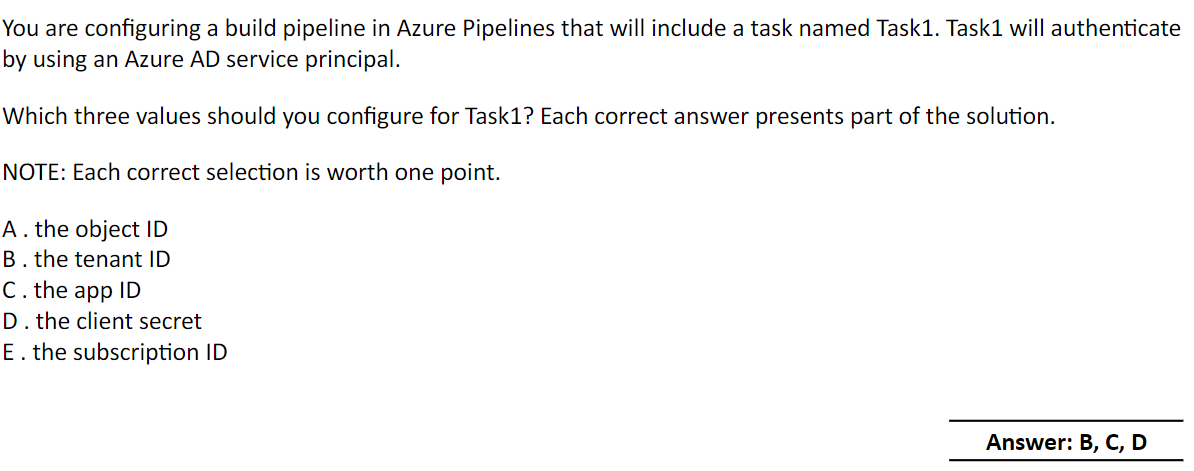 You are configuring a build pipeline in Azure Pipelines that will include a task named Task1. Task1 will authenticate
by using an Azure AD service principal.
Which three values should you configure for Task1? Each correct answer presents part of the solution.
NOTE: Each correct selection is worth one point.
A . the object ID
B . the tenant ID
C . the app ID
D . the client secret
E . the subscription ID
Answer: B, C, D